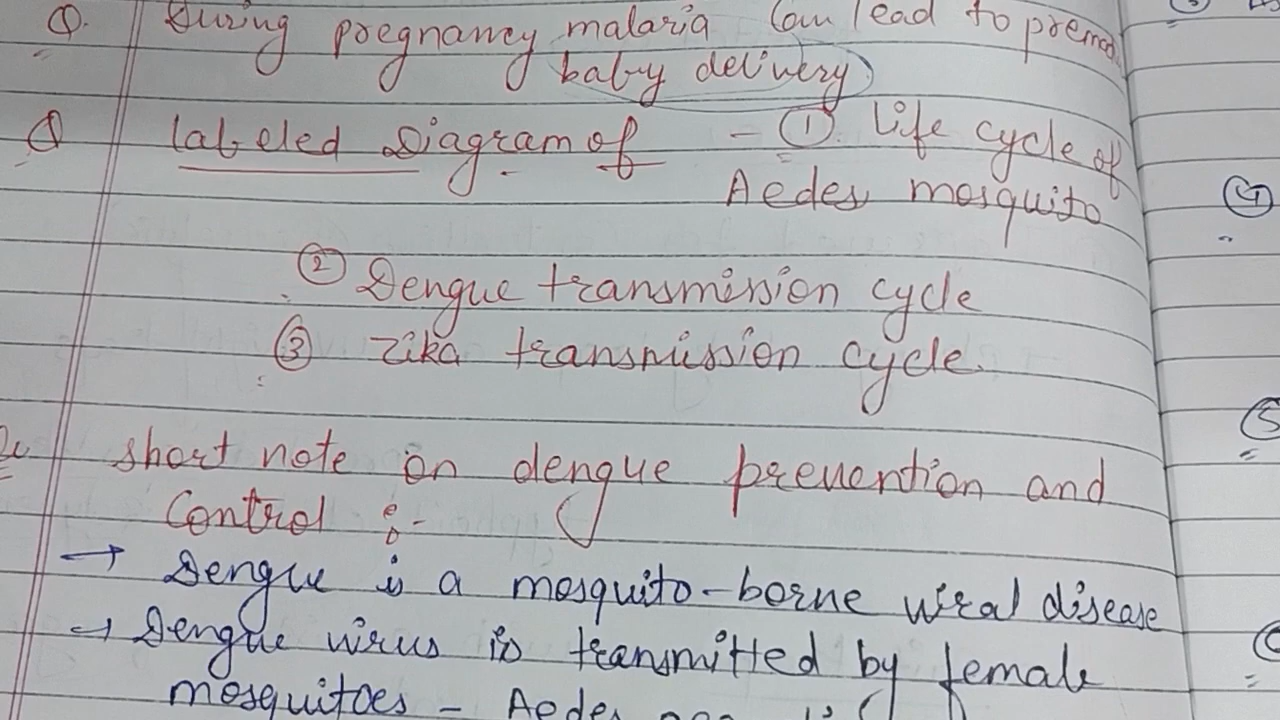 Q. During pregnancy malaria can lead to premat
baby delivery
Q labeled Diagram of - ① Life cycle of
Aedes mosquito
② Dengue transmission cycle
③ Zika transmission cycle.
short note on dengue prevention and
Control :-
→ Dengue is a mosquito-borne viral disease
→ Dengue virus is transmitted by female
mosquitoes - Aedes